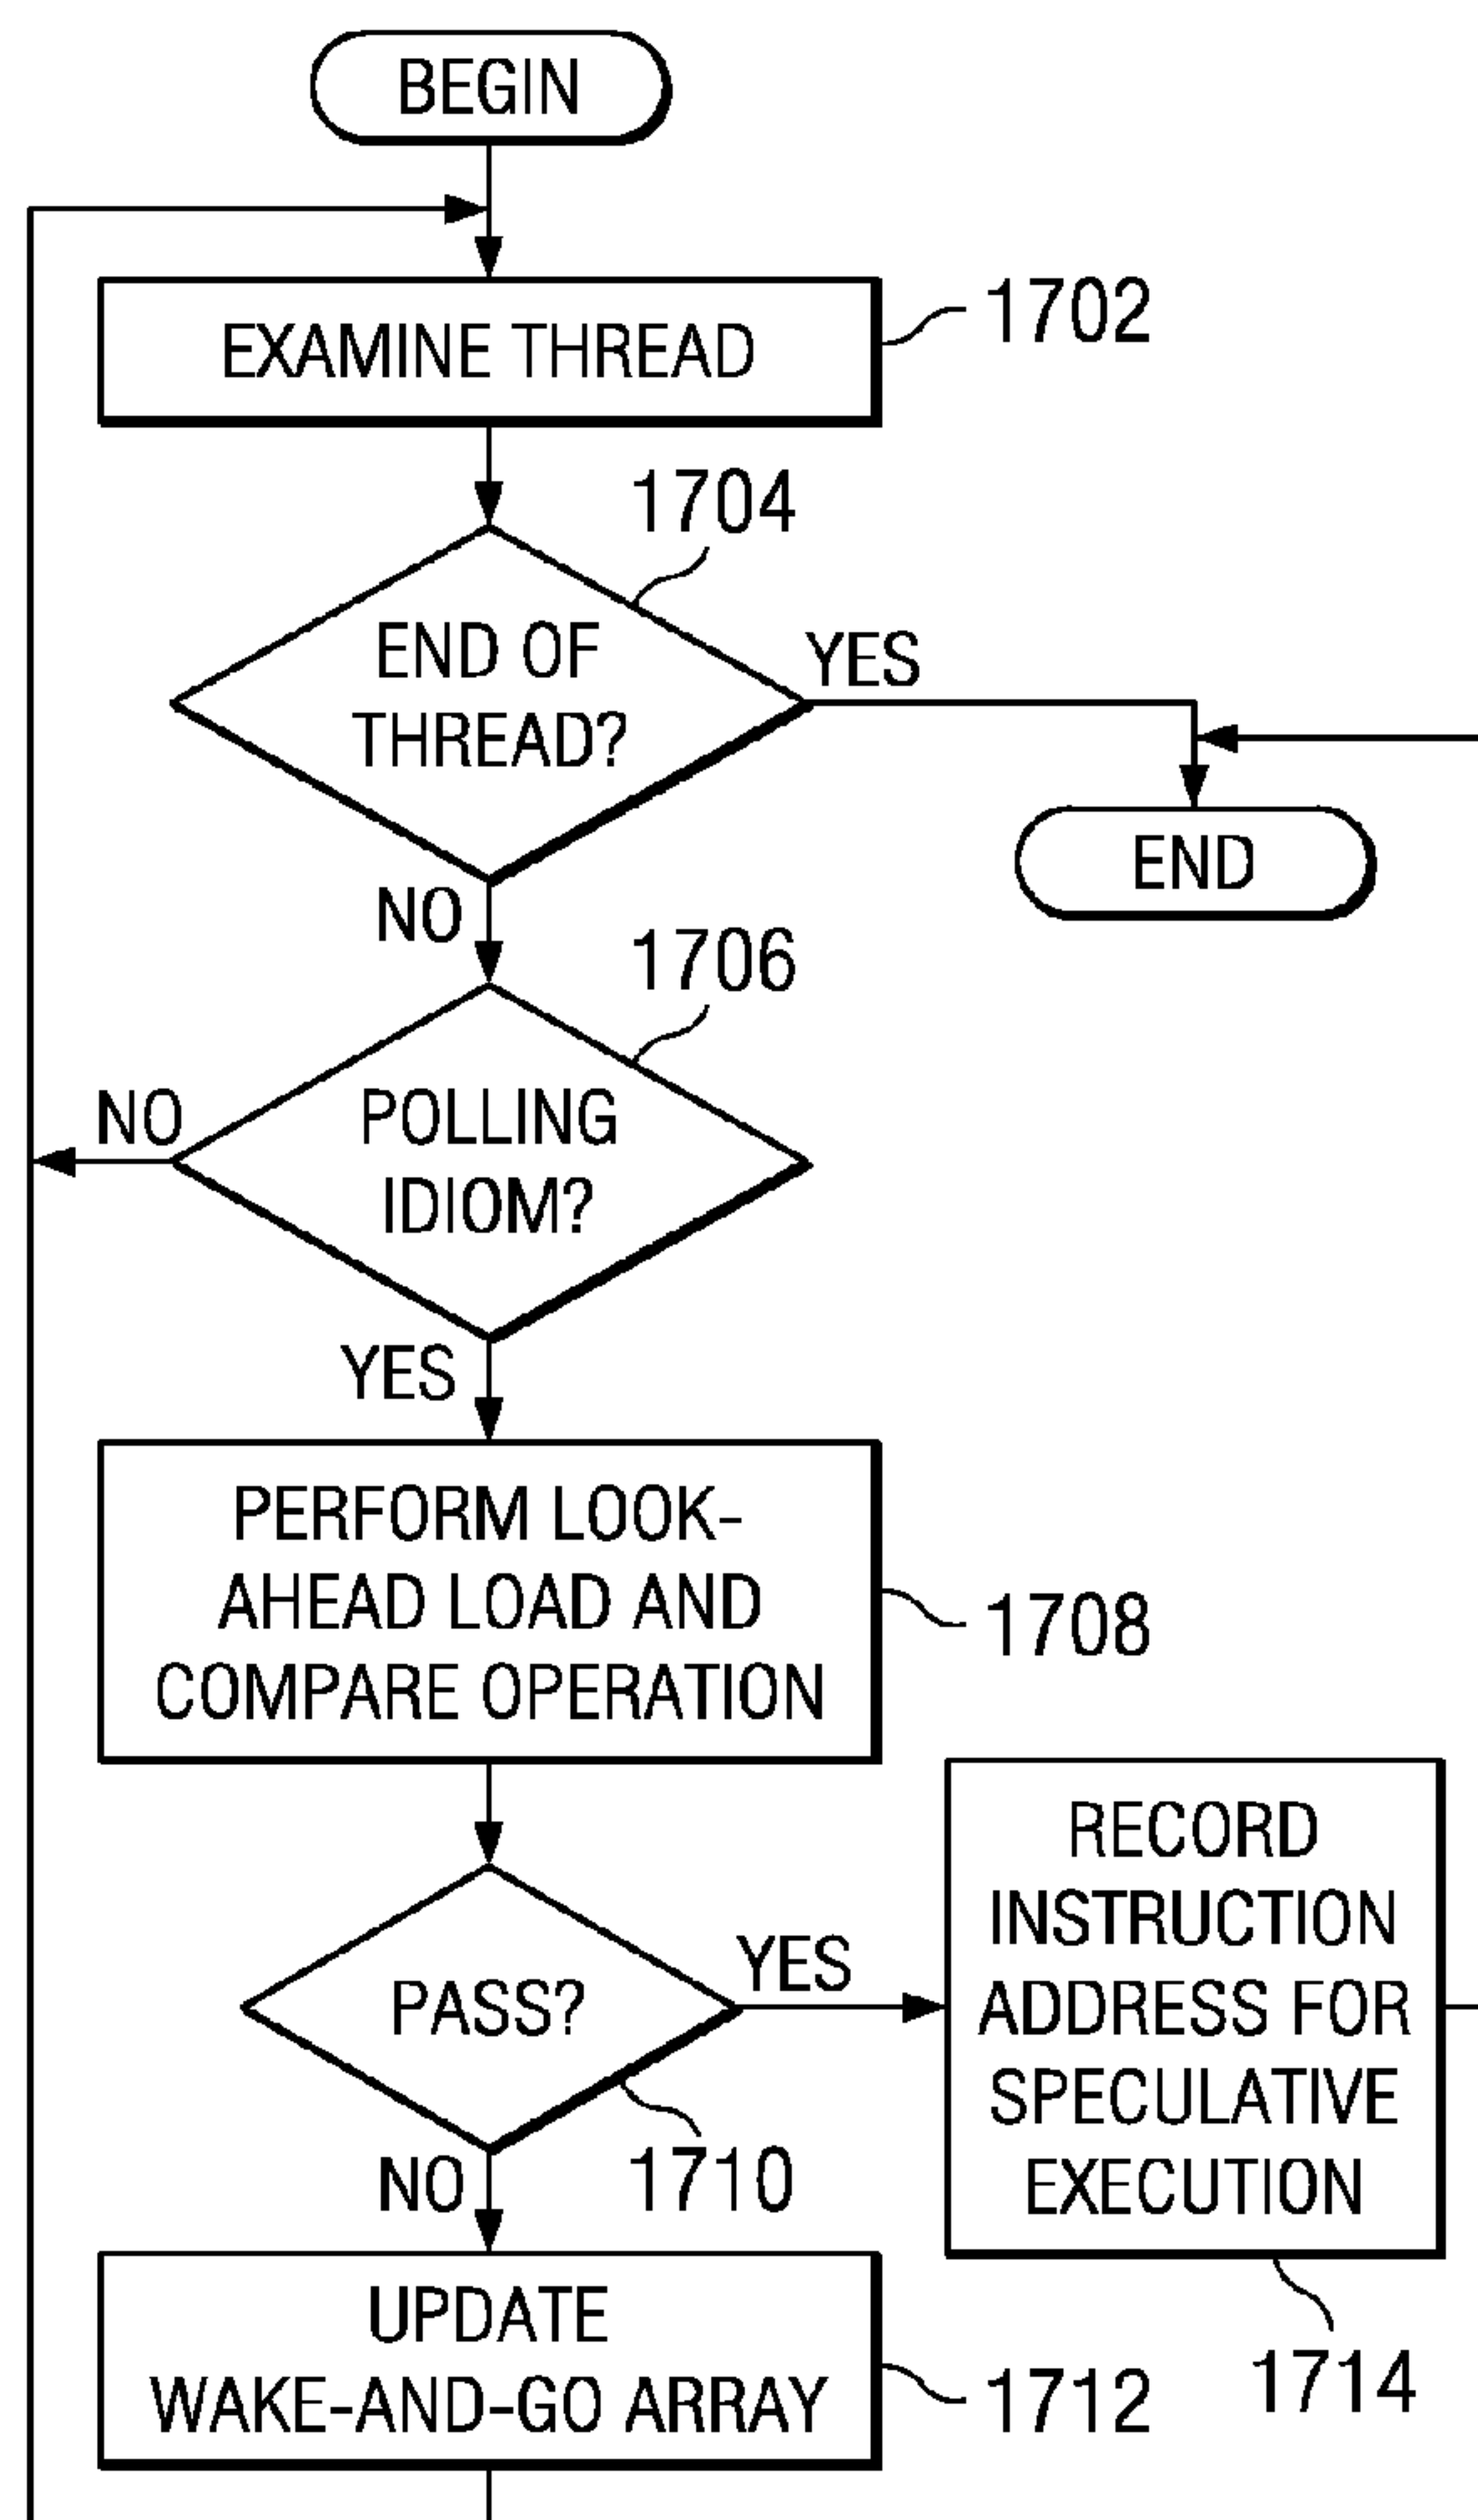 BEGIN
EXAMINE THREAD
1702
1704
END OF
THREAD?
YES
END
NO
1706
POLLING
IDIOM?
NO
YES
PERFORM LOOK-
AHEAD LOAD AND
COMPARE OPERATION
1708
PASS?
YES
NO
1710
RECORD
INSTRUCTION
ADDRESS FOR
SPECULATIVE
EXECUTION
1714
UPDATE
WAKE-AND-GO ARRAY
1712